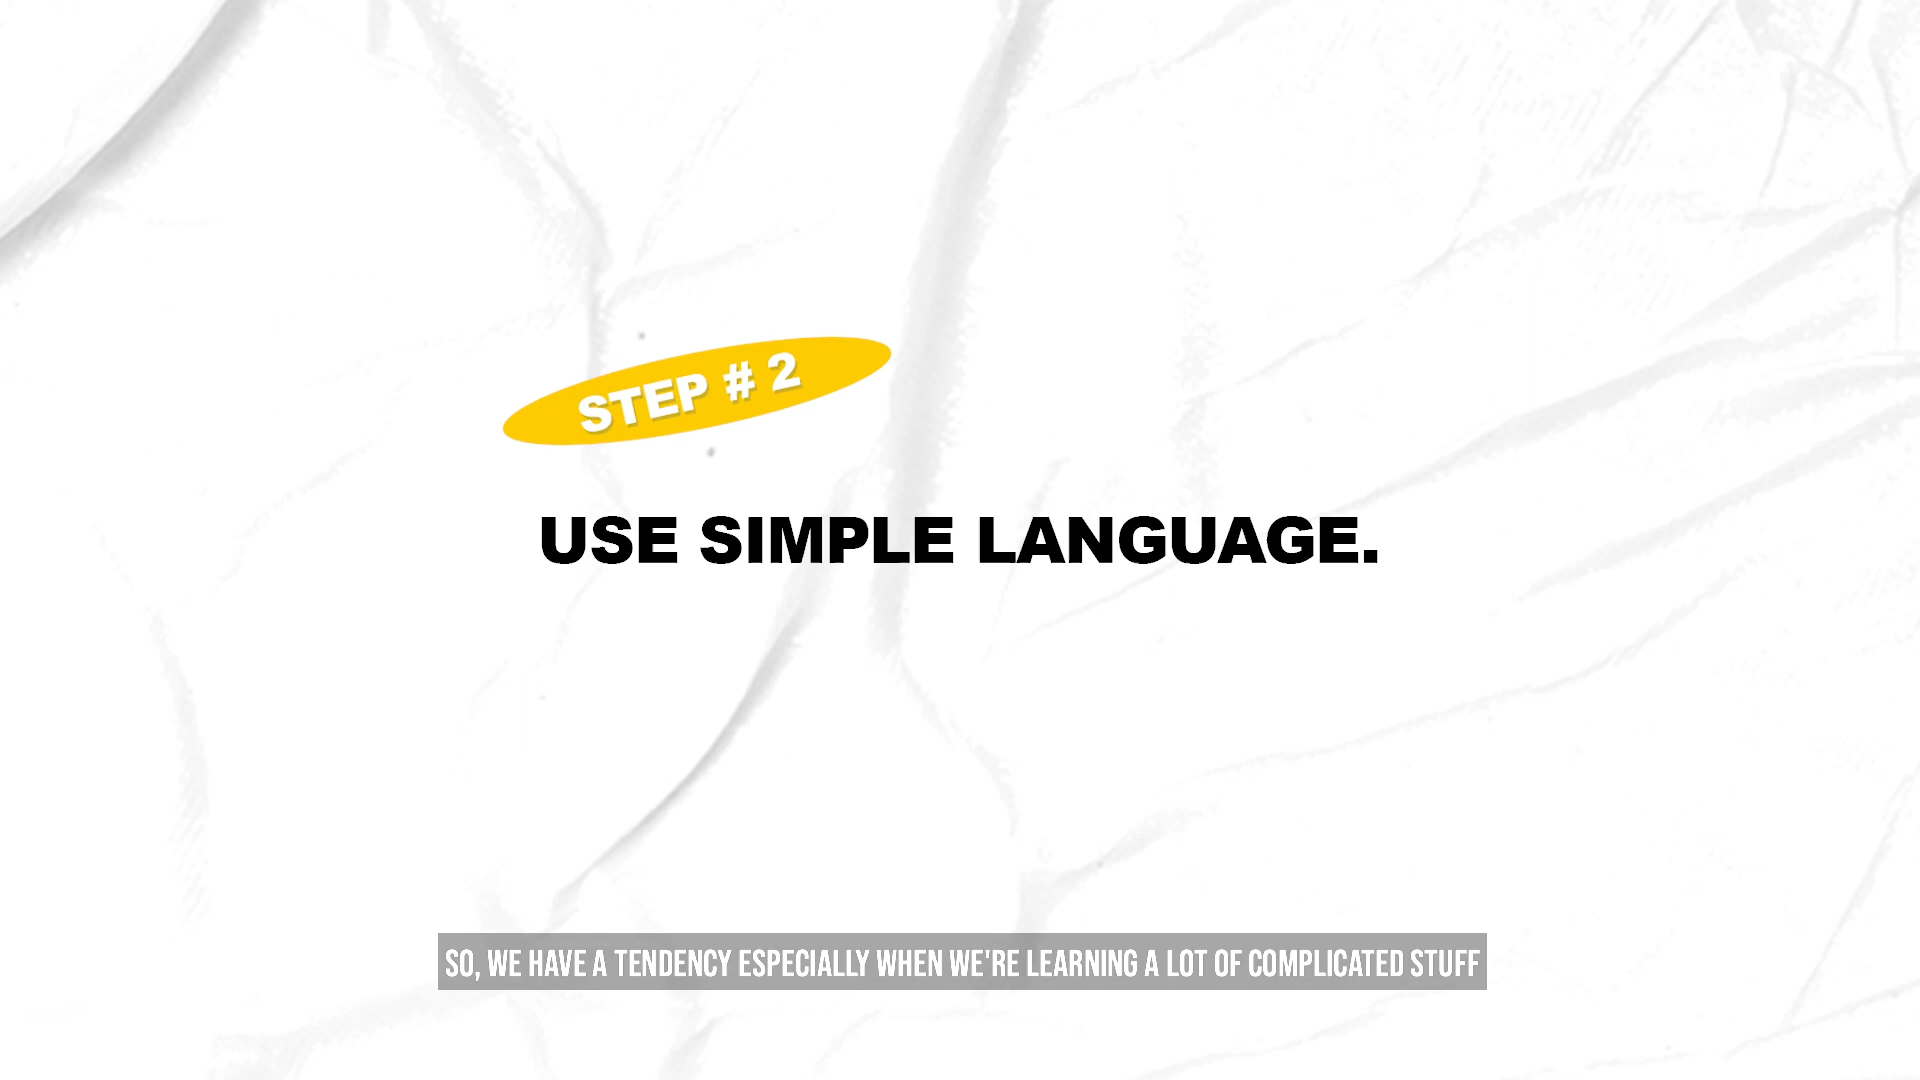 STEP # 2
USE SIMPLE LANGUAGE.
SO, WE HAVE A TENDENCY ESPECIALLY WHEN WE'RE LEARNING A LOT OF COMPLICATED STUFF